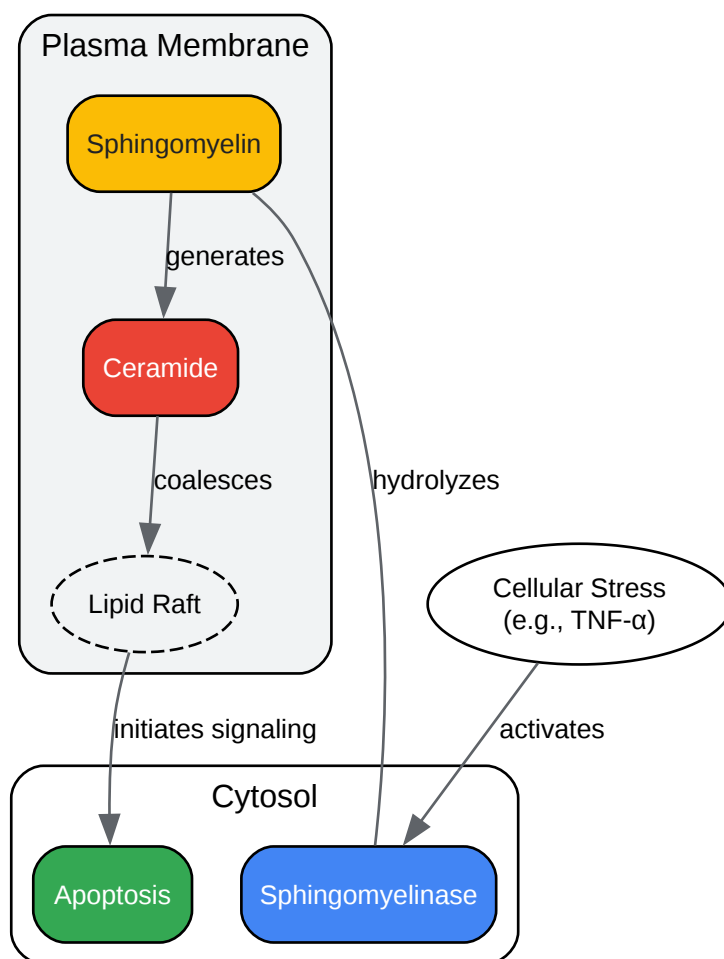 Plasma Membrane
Sphingomyelin
generates
Ceramide
coalesces
hydrolyzes
Lipid Raft
Cellular Stress
(e.g., TNF-α)
initiates signaling
activates
Cytosol
Apoptosis
Sphingomyelinase